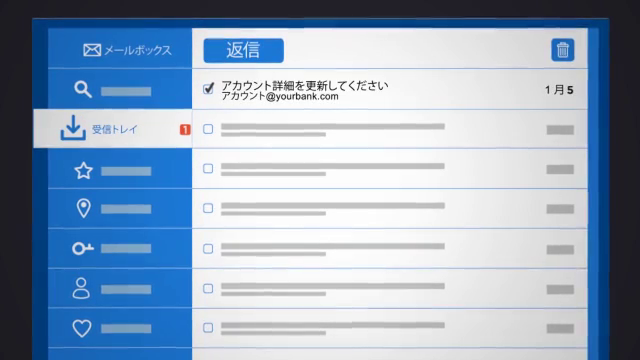 メールボックス
返信
アカウント詳細を更新してください
アカウント@yourbank.com
1 月 5
受信トレイ
1